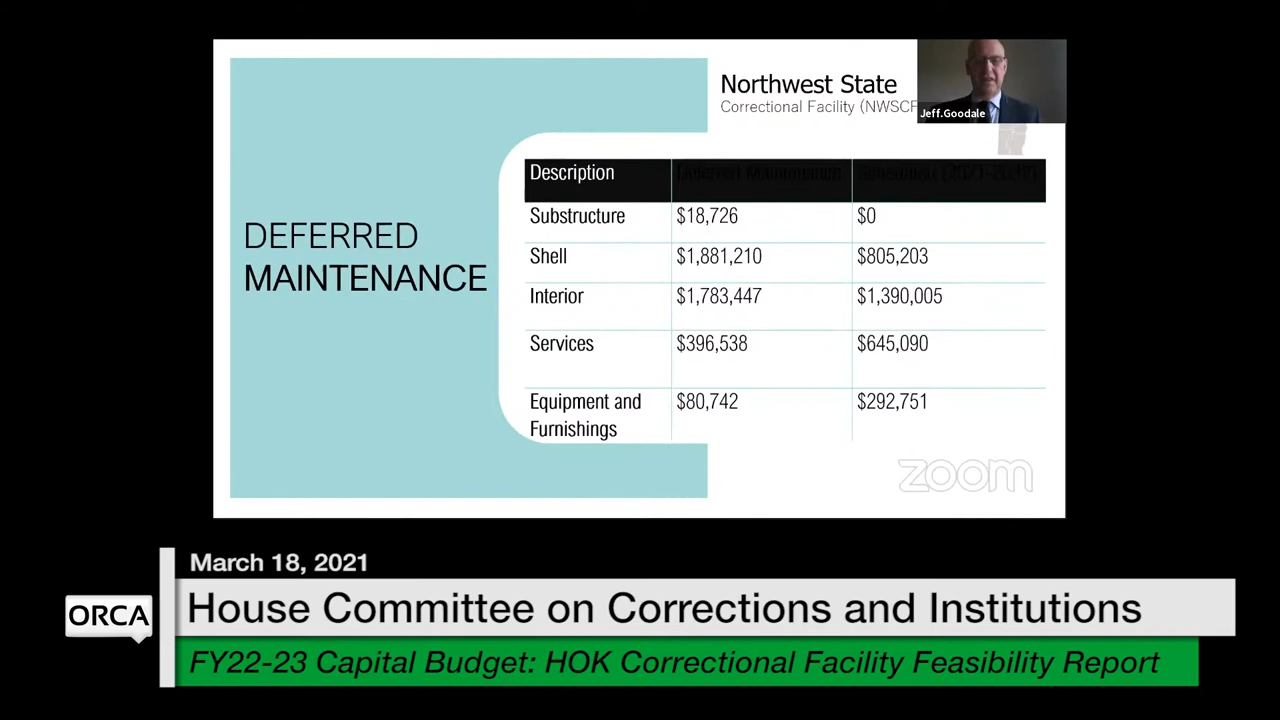 Northwest State
Correctional Facility (NWSCF
Jeff.Goodale
DEFERRED
MAINTENANCE
Description Deferred Maintenance
Substructure $18,726 $0
Shell $1,881,210 $805,203
Interior $1,783,447 $1,390,005
Services $396,538 $645,090
Equipment and $80,742 $292,751
Furnishings
zoom
March 18, 2021
ORCA
House Committee on Corrections and Institutions
FY22-23 Capital Budget: HOK Correctional Facility Feasibility Report